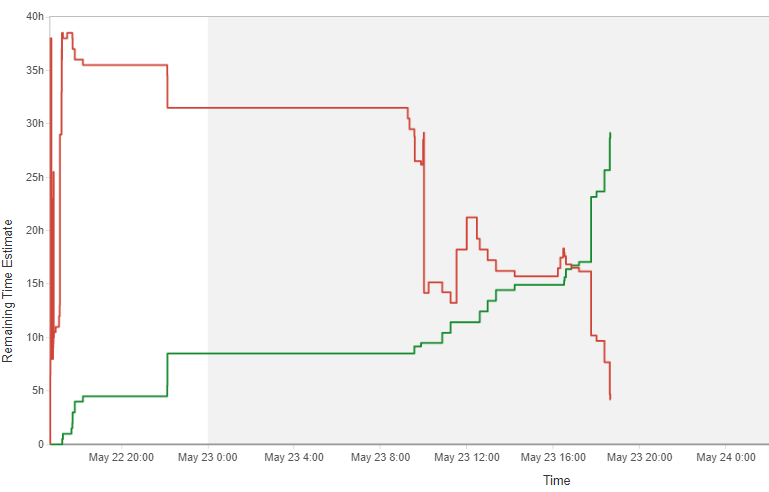 40h
35h
30h
25h
20h
15h
10h
5h
0
Remaining Time Estimate
May 22 20:00
May 23 0:00
May 23 4:00
May 23 8:00
May 23 12:00
May 23 16:00
May 23 20:00
May 24 0:00
Time